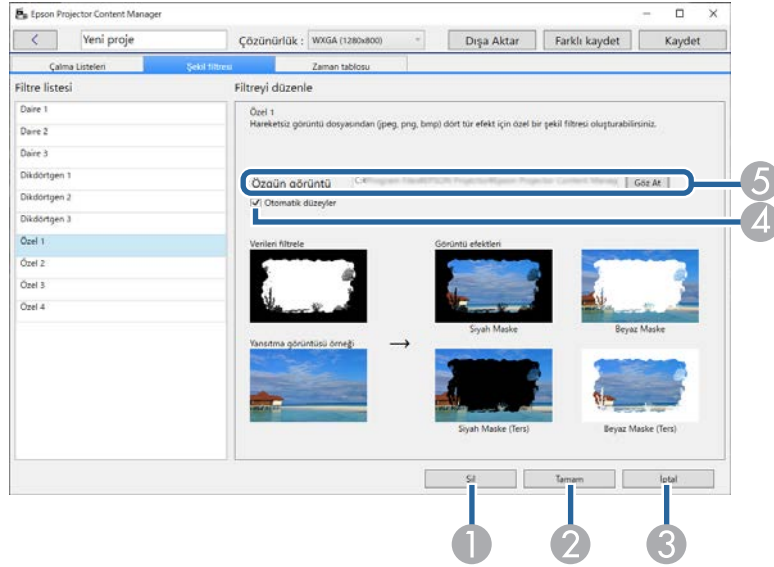 Epson Projector Content Manager
Yeni proje
Çözünürlük : WXGA (1280x800)
Dışa Aktar
Farklı kaydet
Kaydet
Çalma Listeleri
Şekil filtresi
Zaman tablosu
Filtre listesi
Daire 1
Daire 2
Daire 3
Dikdörtgen 1
Dikdörtgen 2
Dikdörtgen 3
Özel 1
Özel 2
Özel 3
Özel 4
Filtreyi düzenle
Özel 1
Hareketsiz görüntü dosyasından (jpeg, png, bmp) dört tür efekt için özel bir şekil filtresi oluşturabilirsiniz.
Özgün görüntü
Göz At
5
Otomatik düzeyler
4
Verileri filtrele
Görüntü efektleri
Siyah Maske
Beyaz Maske
Yansıtma görüntüsü örneği
→
Siyah Maske (Ters)
Beyaz Maske (Ters)
Sil
Tamam
İptal
1
2
3